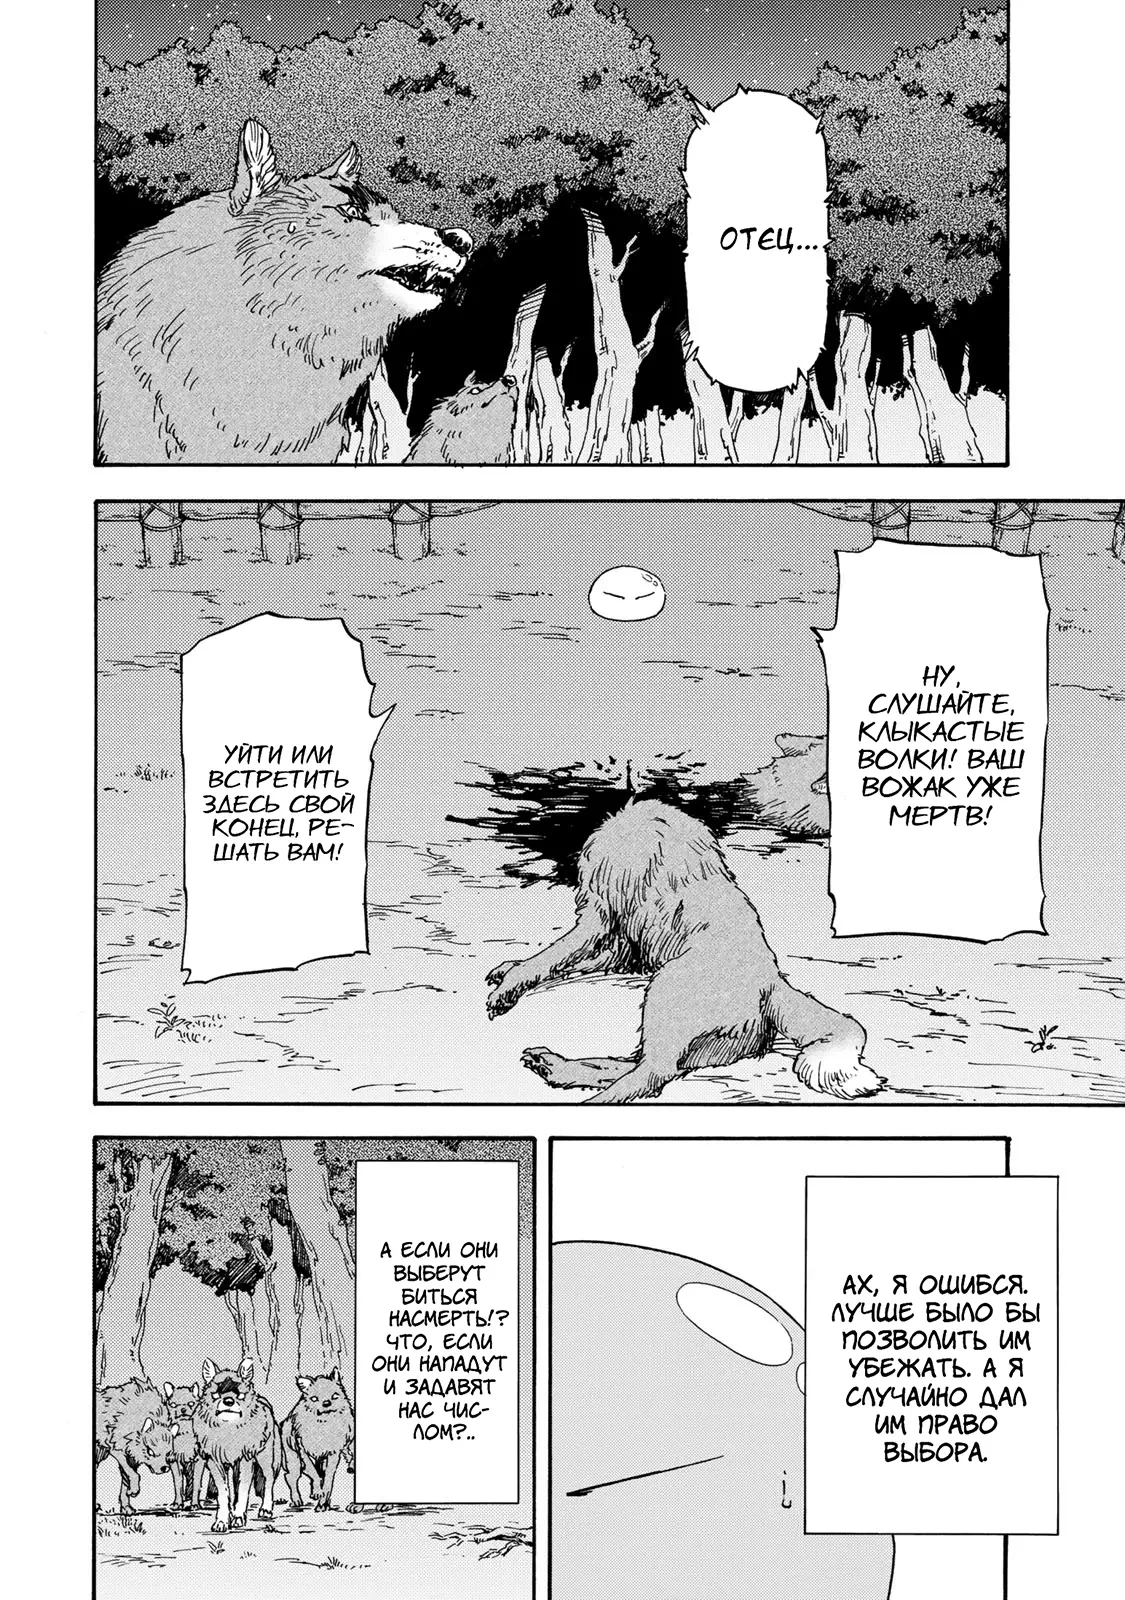 ОТЕЦ...
НУ,
СЛУШАЙТЕ,
КЛЫКАСТЫЕ
ВОЛКИ! ВАШ
ВОЖАК УЖЕ
МЕРТВ!
УЙТИ ИЛИ
ВСТРЕТИТЬ
ЗДЕСЬ СВОЙ
КОНЕЦ, РЕ-
ШАТЬ ВАМ!
АХ, Я ОШИБСЯ.
ЛУЧШЕ БЫЛО БЫ
ПОЗВОЛИТЬ ИМ
УБЕЖАТЬ. А Я
СЛУЧАЙНО ДАЛ
ИМ ПРАВО
ВЫБОРА.
А ЕСЛИ ОНИ
ВЫБЕРУТ
БИТЬСЯ
НАСМЕРТЬ!?
ЧТО, ЕСЛИ
ОНИ НАПАДУТ
И ЗАДАВЯТ
НАС ЧИС-
ЛОМ?..